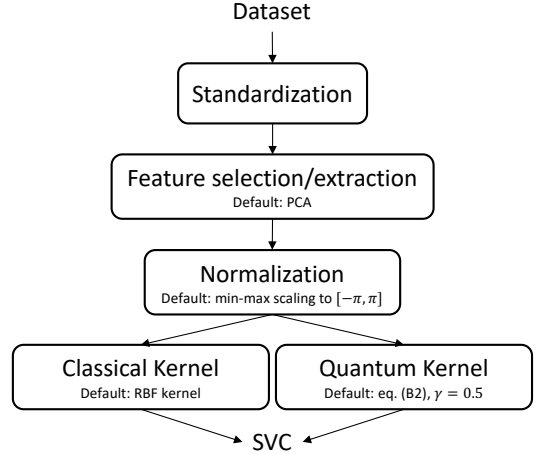 Dataset
Standardization
Feature selection/extraction
Default: PCA
Normalization
Default: min-max scaling to [−π, π]
Classical Kernel
Default: RBF kernel
Quantum Kernel
Default: eq. (B2), γ = 0.5
SVC